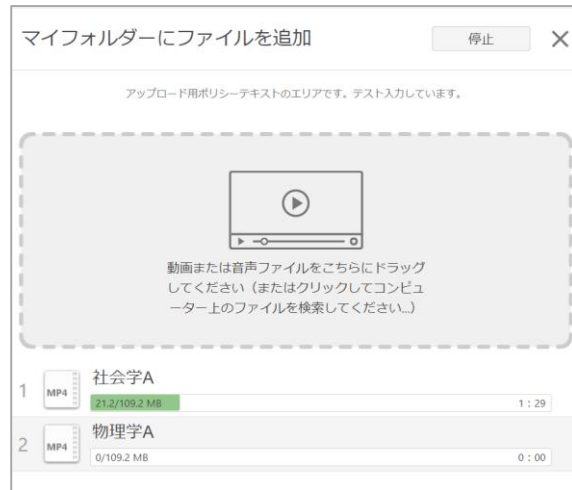 マイフォルダーにファイルを追加
停止
アップロード用ポリシーテキストのエリアです。テスト入力しています。
動画または音声ファイルをこちらにドラッグ
してください（またはクリックしてコンピュ
ーター上のファイルを検索してください...）
1 MP4 社会学A
21.2/109.2 MB 1 : 29
2 MP4 物理学A
0/109.2 MB 0 : 00